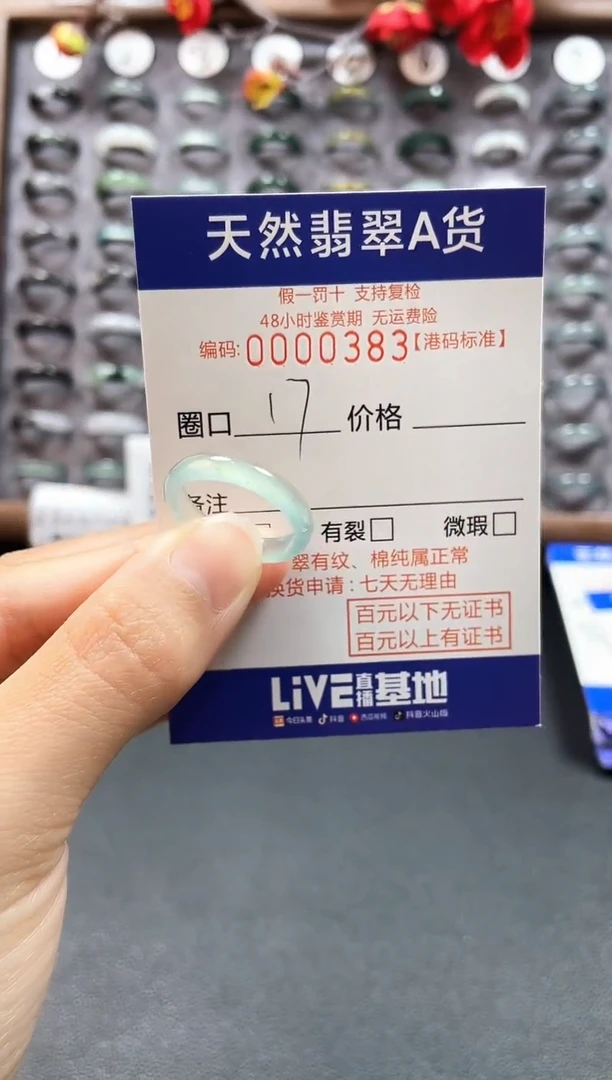 天然翡翠A货
假一罚十 支持复检
48小时鉴赏期 无运费险
编码:0000383【港码标准】
圈口 17 价格
备注
有裂□ 微瑕□
翠有纹、棉纯属正常
换货申请:七天无理由
百元以下无证书
百元以上有证书
LiVE直播基地
今日头条 抖音 西瓜视频 抖音火山版